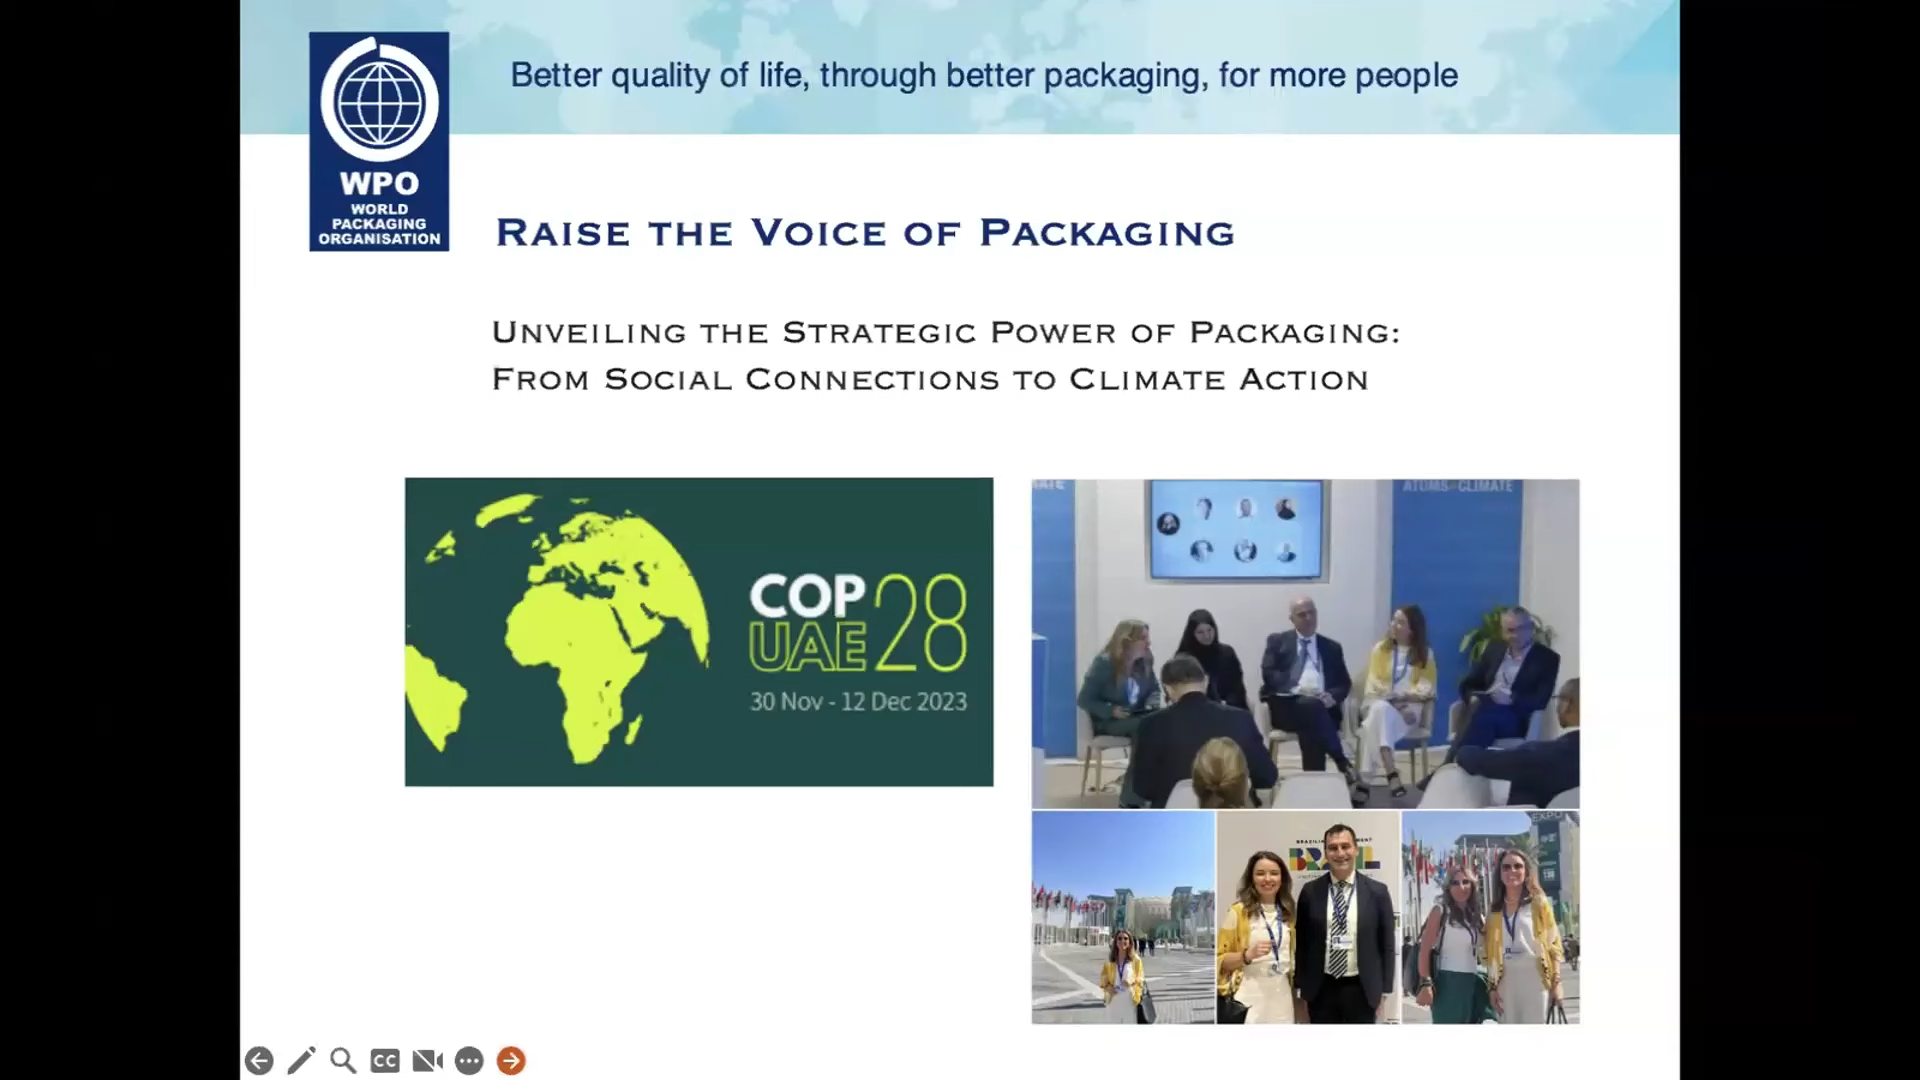 Better quality of life, through better packaging, for more people
WPO
WORLD
PACKAGING
ORGANISATION
RAISE THE VOICE OF PACKAGING
UNVEILING THE STRATEGIC POWER OF PACKAGING:
FROM SOCIAL CONNECTIONS TO CLIMATE ACTION
COP
UAE
28
30 Nov - 12 Dec 2023
ATOMS4CLIMATE
EXPO
CC